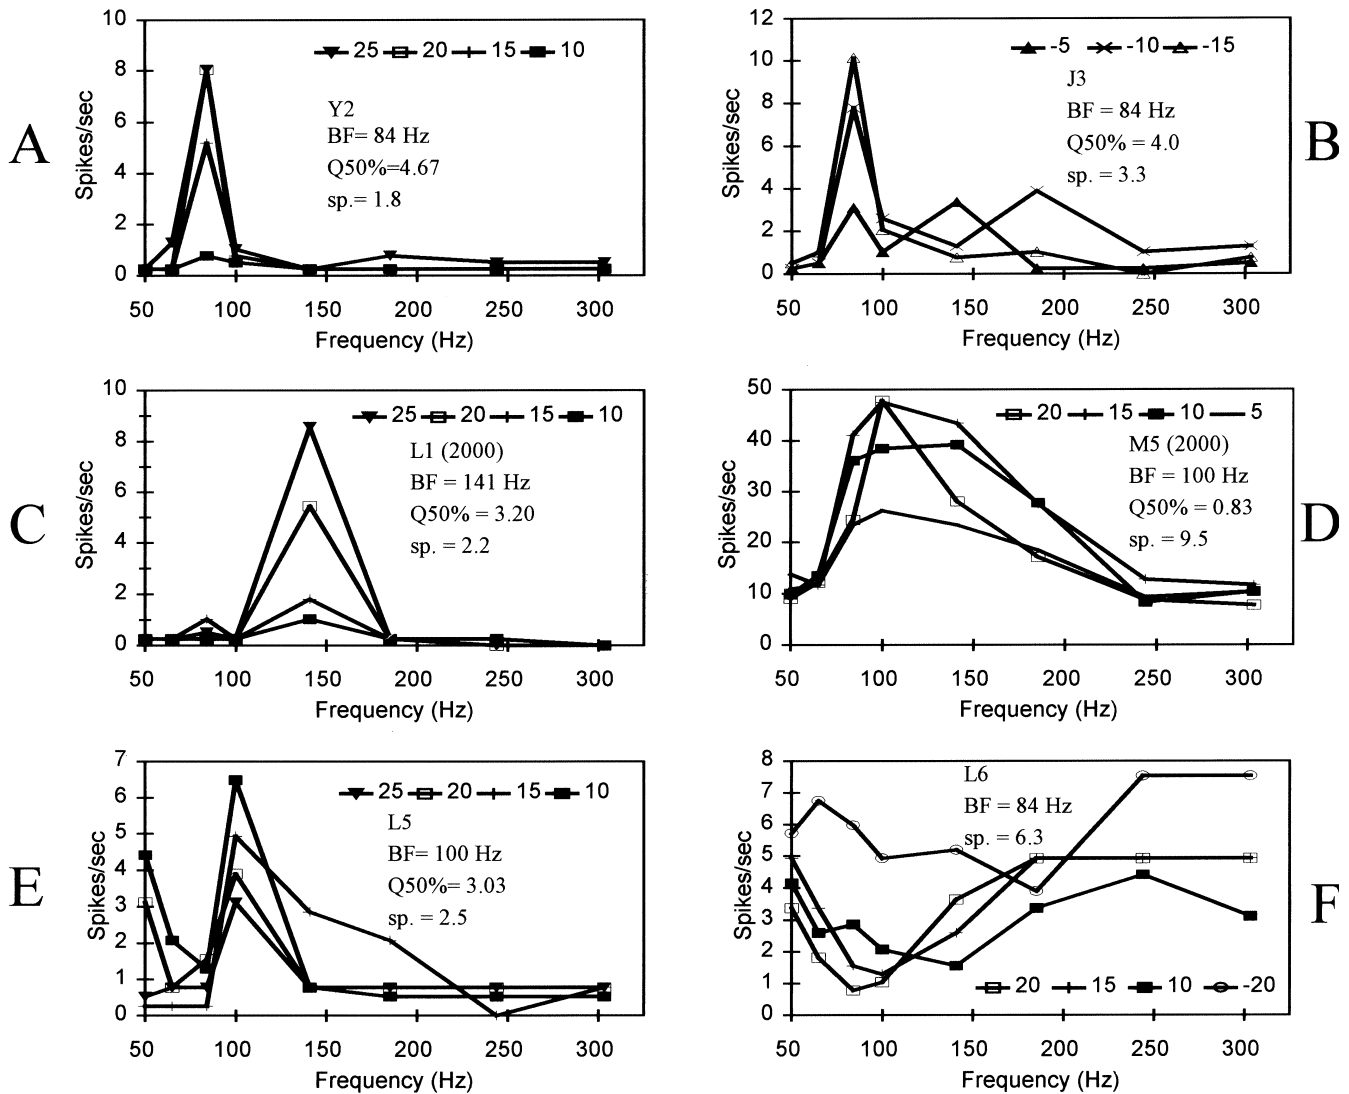 A
Spikes/sec
10
8
6
4
2
0
25 20 15 10
Y2
BF= 84 Hz
Q50%=4.67
sp.= 1.8
50 100 150 200 250 300
Frequency (Hz)
B
Spikes/sec
12
10
8
6
4
2
0
-5 -10 -15
J3
BF = 84 Hz
Q50% = 4.0
sp. = 3.3
50 100 150 200 250 300
Frequency (Hz)
C
Spikes/sec
10
8
6
4
2
0
25 20 15 10
L1 (2000)
BF = 141 Hz
Q50% = 3.20
sp. = 2.2
50 100 150 200 250 300
Frequency (Hz)
D
Spikes/sec
50
40
30
20
10
0
20 15 10 5
M5 (2000)
BF = 100 Hz
Q50% = 0.83
sp. = 9.5
50 100 150 200 250 300
Frequency (Hz)
E
Spikes/sec
7
6
5
4
3
2
1
0
25 20 15 10
L5
BF= 100 Hz
Q50%= 3.03
sp. = 2.5
50 100 150 200 250 300
Frequency (Hz)
F
Spikes/sec
8
7
6
5
4
3
2
1
0
L6
BF = 84 Hz
sp. = 6.3
20 15 10 -20
50 100 150 200 250 300
Frequency (Hz)